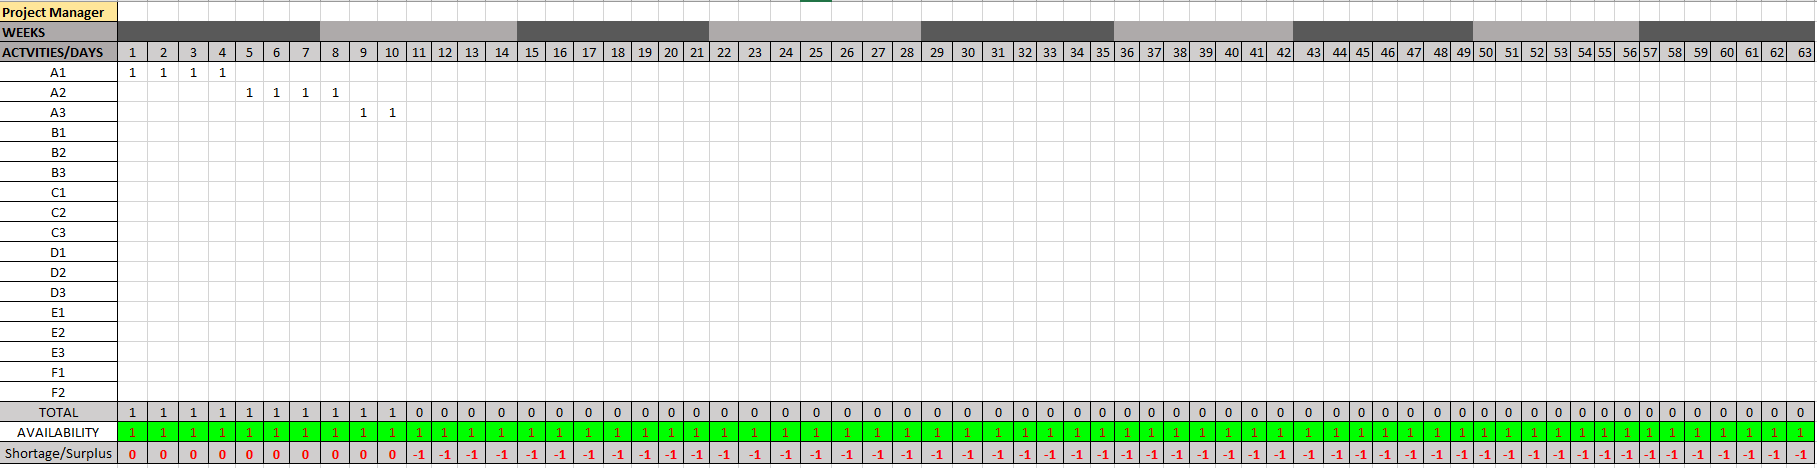 Project Manager
WEEKS
ACTVITIES/DAYS 1 2 3 4 5 6 7 8 9 10 11 12 13 14 15 16 17 18 19 20 21 22 23 24 25 26 27 28 29 30 31 32 33 34 35 36 37 38 39 40 41 42 43 44 45 46 47 48 49 50 51 52 53 54 55 56 57 58 59 60 61 62 63
A1 1 1 1 1
A2 1 1 1 1
A3 1 1
B1
B2
B3
C1
C2
C3
D1
D2
D3
E1
E2
E3
F1
F2
TOTAL 1 1 1 1 1 1 1 1 1 1 0 0 0 0 0 0 0 0 0 0 0 0 0 0 0 0 0 0 0 0 0 0 0 0 0 0 0 0 0 0 0 0 0 0 0 0 0 0 0 0 0 0 0 0 0 0 0 0 0 0 0 0 0
AVAILABILITY 1 1 1 1 1 1 1 1 1 1 1 1 1 1 1 1 1 1 1 1 1 1 1 1 1 1 1 1 1 1 1 1 1 1 1 1 1 1 1 1 1 1 1 1 1 1 1 1 1 1 1 1 1 1 1 1 1 1 1 1 1 1 1
Shortage/Surplus 0 0 0 0 0 0 0 0 0 0 -1 -1 -1 -1 -1 -1 -1 -1 -1 -1 -1 -1 -1 -1 -1 -1 -1 -1 -1 -1 -1 -1 -1 -1 -1 -1 -1 -1 -1 -1 -1 -1 -1 -1 -1 -1 -1 -1 -1 -1 -1 -1 -1 -1 -1 -1 -1 -1 -1 -1 -1 -1 -1